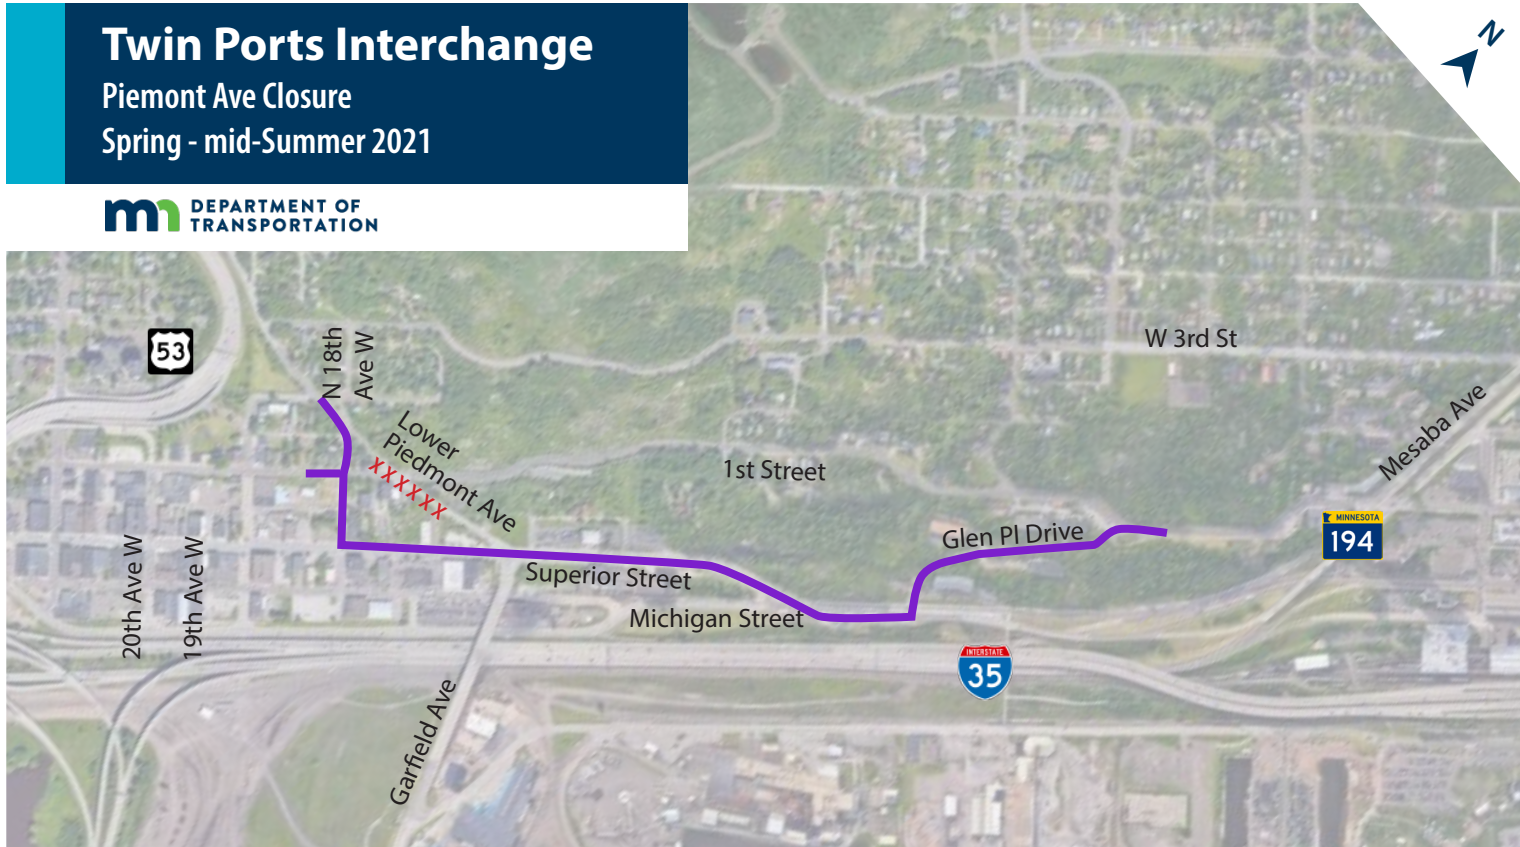 Twin Ports Interchange
Piemont Ave Closure
Spring - mid-Summer 2021
mn DEPARTMENT OF
TRANSPORTATION
N
53
N 18th
Ave W
W 3rd St
Lower
Piedmont Ave
XXXXXX
1st Street
Mesaba Ave
MINNESOTA
194
Glen Pl Drive
20th Ave W
19th Ave W
Superior Street
Michigan Street
INTERSTATE
35
Garfield Ave